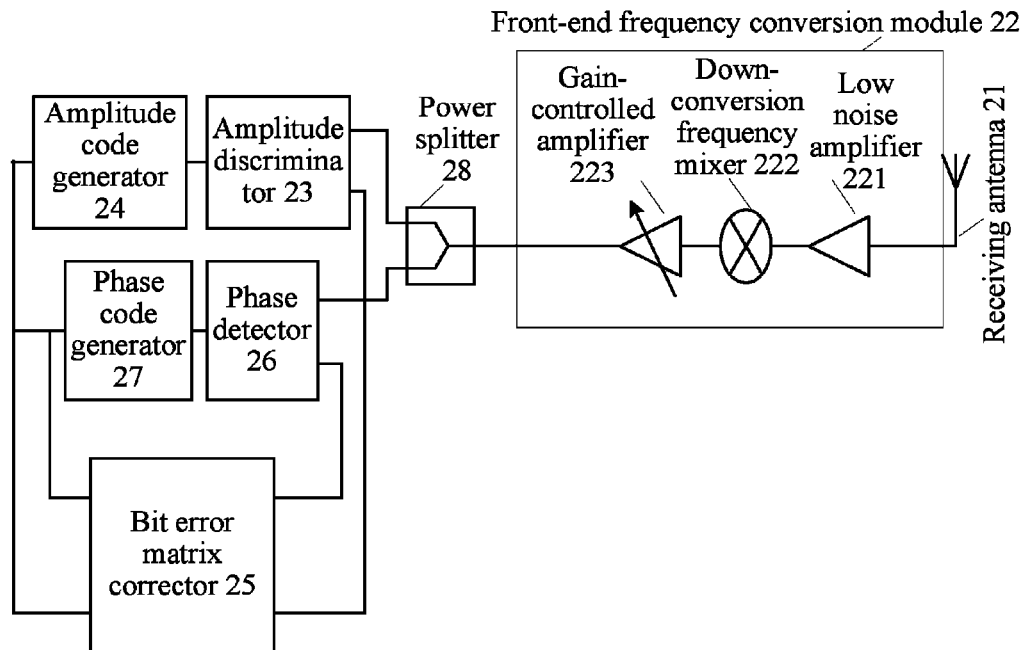 Front-end frequency conversion module 22
Amplitude
code
generator
24
Amplitude
discrimina
tor 23
Power
splitter
28
Gain-
controlled
amplifier
223
Down-
conversion
frequency
mixer 222
Low
noise
amplifier
221
Receiving antenna 21
Phase
code
generator
27
Phase
detector
26
Bit error
matrix
corrector 25